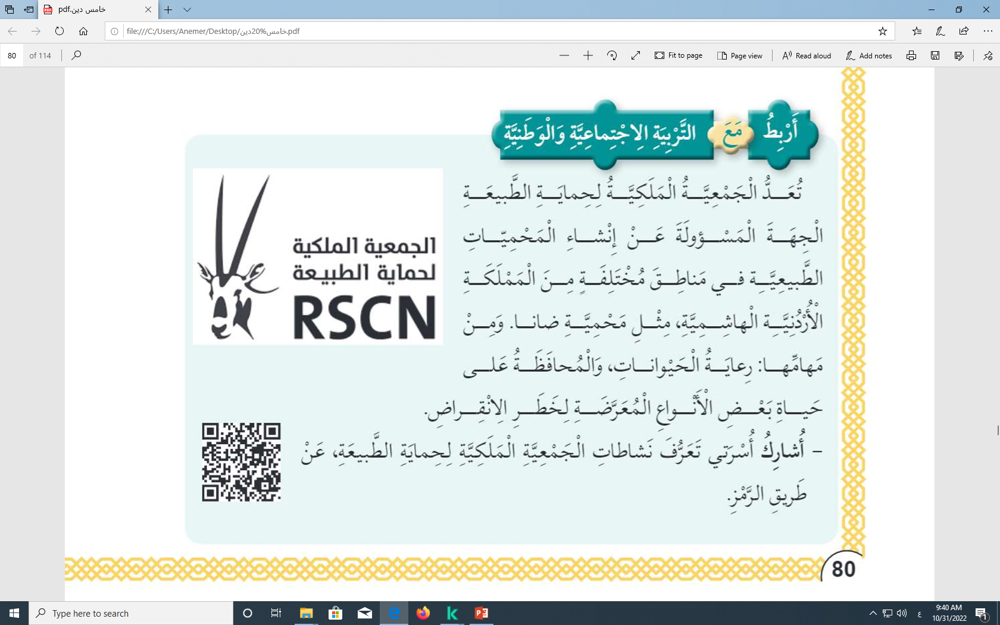 خامس دين.pdf
file:///C:/Users/Anemer/Desktop/خامس%20دين.pdf
80 of 114
Fit to page
Page view
Read aloud
Add notes
أَرْبِطُ مَعَ التَّرْبِيَةِ الِاجْتِماعِيَّةِ وَالْوَطَنِيَّةِ
تُعَدُّ الْجَمْعِيَّةُ الْمَلَكِيَّةُ لِحِمايَةِ الطَّبيعَةِ
الْجِهَةَ الْمَسْؤولَةَ عَنْ إِنْشاءِ الْمَحْمِيّاتِ
الطَّبيعِيَّةِ في مَناطِقَ مُخْتَلِفَةٍ مِنَ الْمَمْلَكَةِ
الْأُرْدُنِيَّةِ الْهاشِمِيَّةِ، مِثْلِ مَحْمِيَّةِ ضانا. وَمِنْ
مَهامِّها: رِعايَةُ الْحَيْواناتِ، وَالْمُحافَظَةُ عَلى
حَياةِ بَعْضِ الْأَنْواعِ الْمُعَرَّضَةِ لِخَطَرِ الِانْقِراضِ.
الجمعية الملكية
لحماية الطبيعة
RSCN
– أُشارِكُ أُسْرَتي تَعَرُّفَ نَشاطاتِ الْجَمْعِيَّةِ الْمَلَكِيَّةِ لِحِمايَةِ الطَّبيعَةِ، عَنْ
طَريقِ الرَّمْزِ.
80
Type here to search
ع
9:40 AM
10/31/2022
1